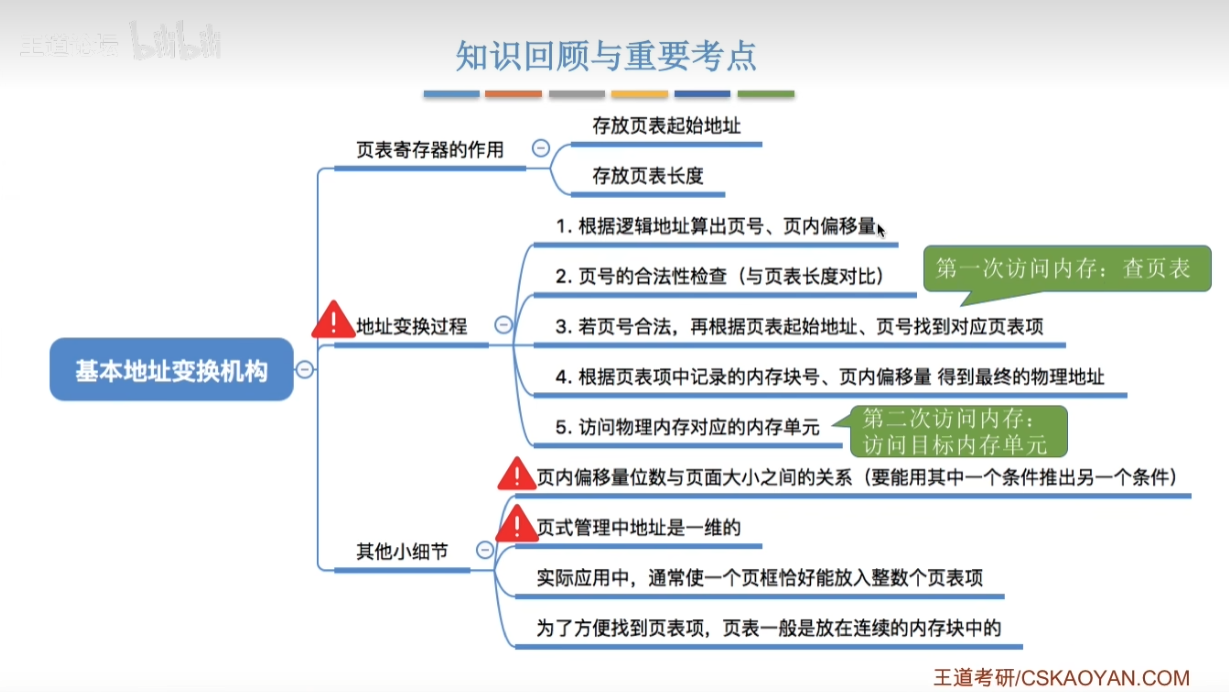 王道论坛 bilibili
知识回顾与重要考点
存放页表起始地址
页表寄存器的作用
存放页表长度
1. 根据逻辑地址算出页号、页内偏移量
2. 页号的合法性检查（与页表长度对比）
第一次访问内存：查页表
地址变换过程
3. 若页号合法，再根据页表起始地址、页号找到对应页表项
基本地址变换机构
4. 根据页表项中记录的内存块号、页内偏移量 得到最终的物理地址
5. 访问物理内存对应的内存单元
第二次访问内存：
访问目标内存单元
页内偏移量位数与页面大小之间的关系（要能用其中一个条件推出另一个条件）
页式管理中地址是一维的
其他小细节
实际应用中，通常使一个页框恰好能放入整数个页表项
为了方便找到页表项，页表一般是放在连续的内存块中的
王道考研/CSKAOYAN.COM